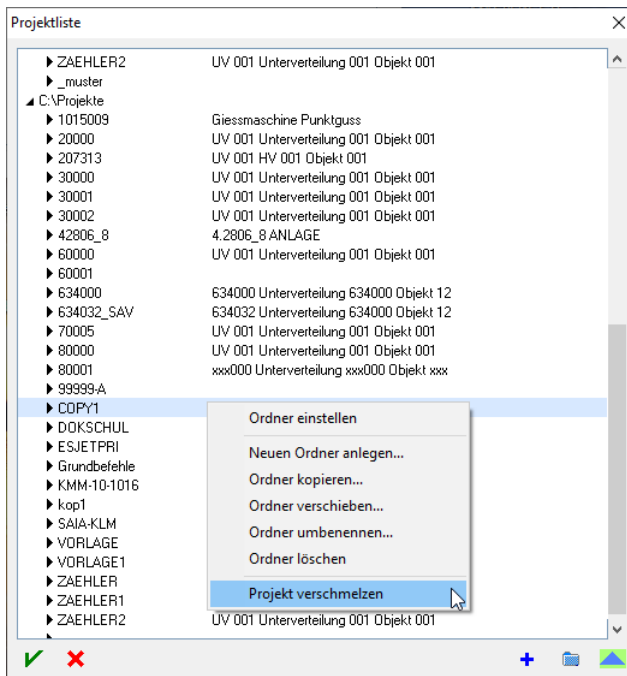 Projektliste
ZAEHLER2 UV 001 Unterverteilung 001 Objekt 001
_muster
C:\Projekte
1015009 Giessmaschine Punktguss
20000 UV 001 Unterverteilung 001 Objekt 001
207313 UV 001 HV 001 Objekt 001
30000 UV 001 Unterverteilung 001 Objekt 001
30001 UV 001 Unterverteilung 001 Objekt 001
30002 UV 001 Unterverteilung 001 Objekt 001
42806_8 4.2806_8 ANLAGE
60000 UV 001 Unterverteilung 001 Objekt 001
60001
634000 634000 Unterverteilung 634000 Objekt 12
634032_SAV 634032 Unterverteilung 634000 Objekt 12
70005 UV 001 Unterverteilung 001 Objekt 001
80000 UV 001 Unterverteilung 001 Objekt 001
80001 xxx000 Unterverteilung xxx000 Objekt xxx
99999-A
COPY1
DOKSCHUL
ESJETPRI
Grundbefehle
KMM-10-1016
kop1
SAIA-KLM
VORLAGE
VORLAGE1
ZAEHLER
ZAEHLER1
ZAEHLER2 UV 001 Unterverteilung 001 Objekt 001
Ordner einstellen
Neuen Ordner anlegen...
Ordner kopieren...
Ordner verschieben...
Ordner umbenennen...
Ordner löschen
Projekt verschmelzen